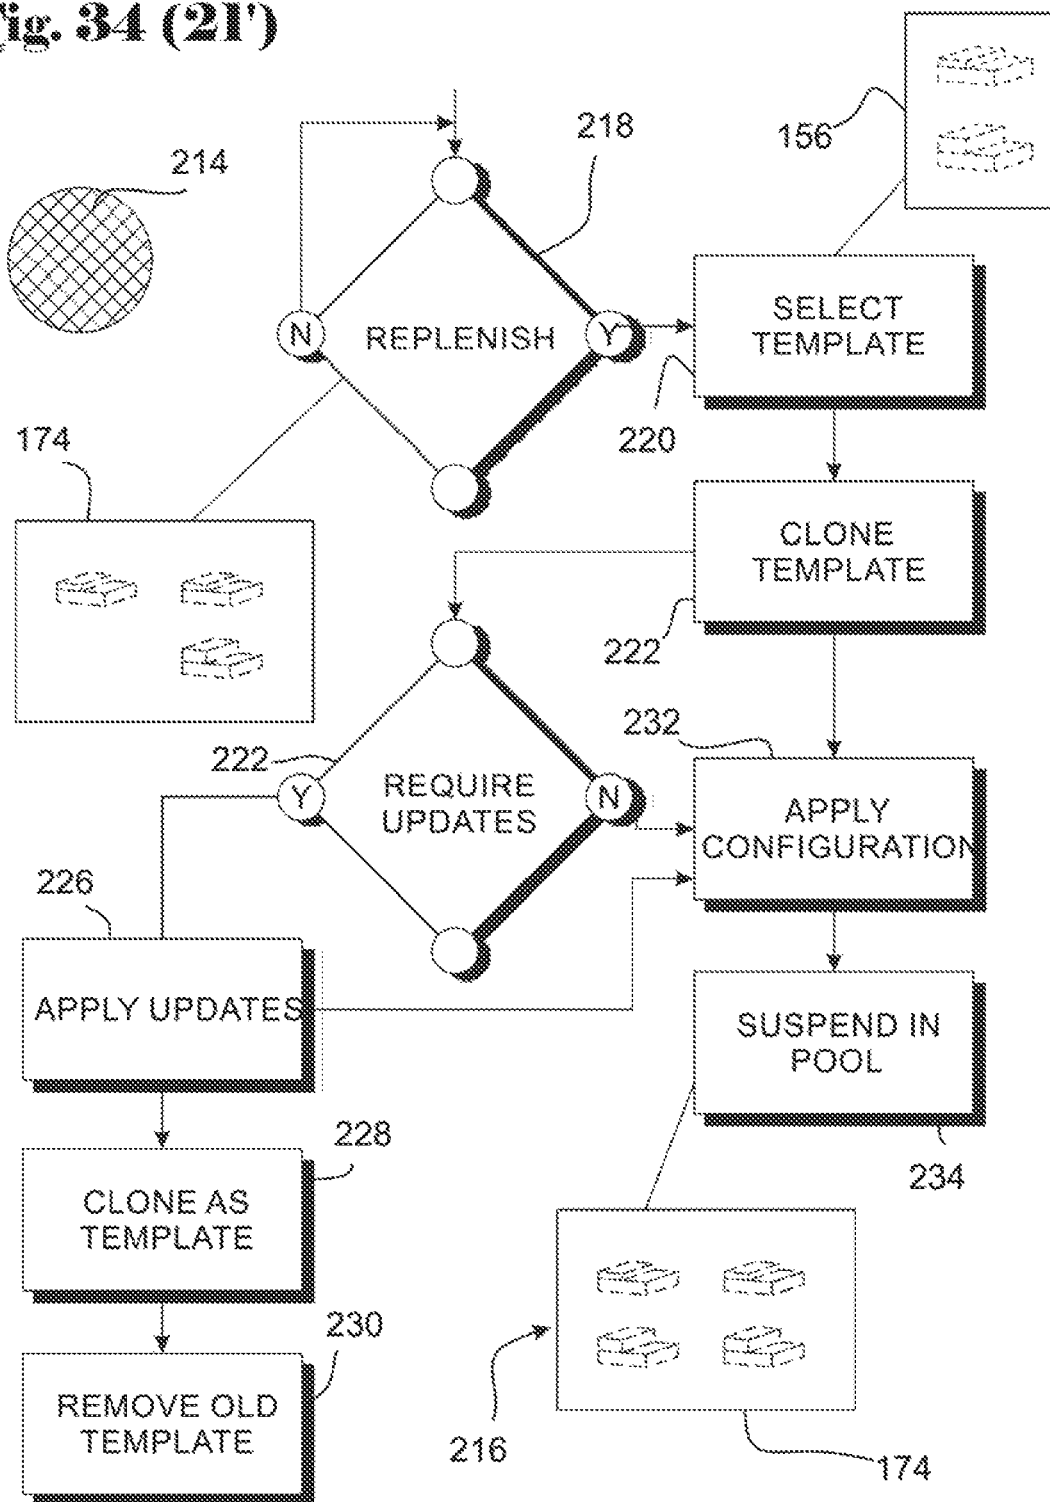 ig. 34 (21')
218
156
214
N
REPLENISH
Y
SELECT
TEMPLATE
220
174
CLONE
TEMPLATE
222
232
222
Y
REQUIRE
UPDATES
N
APPLY
CONFIGURATION
226
APPLY UPDATES
SUSPEND IN
POOL
228
234
CLONE AS
TEMPLATE
230
REMOVE OLD
TEMPLATE
216
174